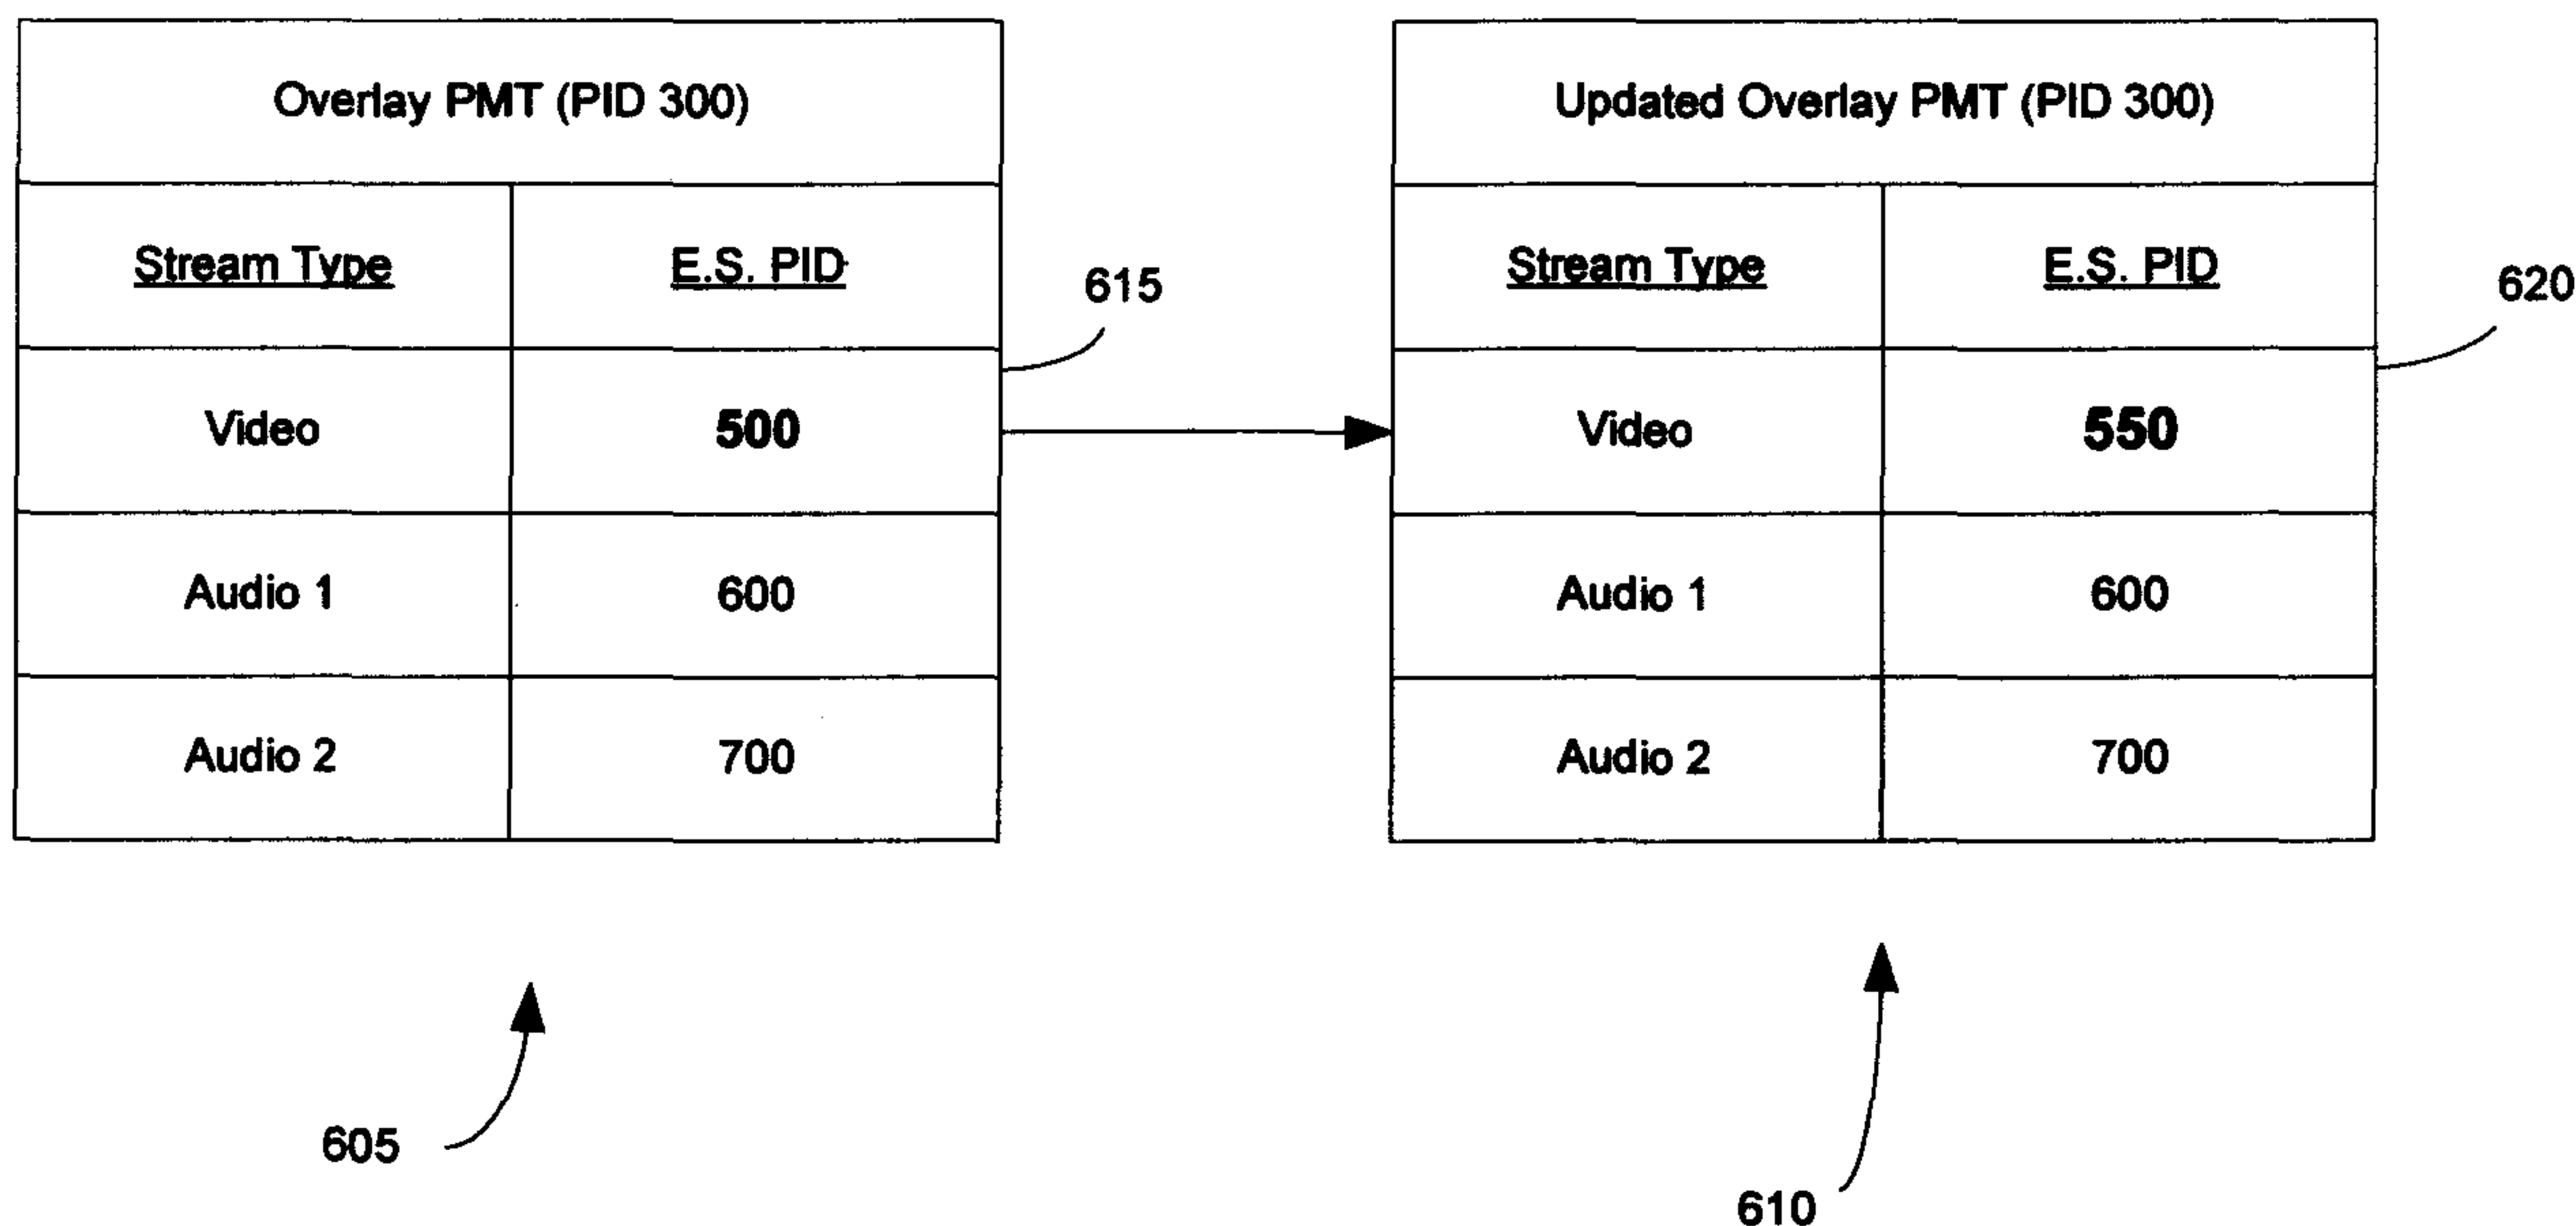 Overlay PMT (PID 300)
Stream Type E.S. PID
Video 500
Audio 1 600
Audio 2 700
615
605
Updated Overlay PMT (PID 300)
Stream Type E.S. PID
Video 550
Audio 1 600
Audio 2 700
620
610